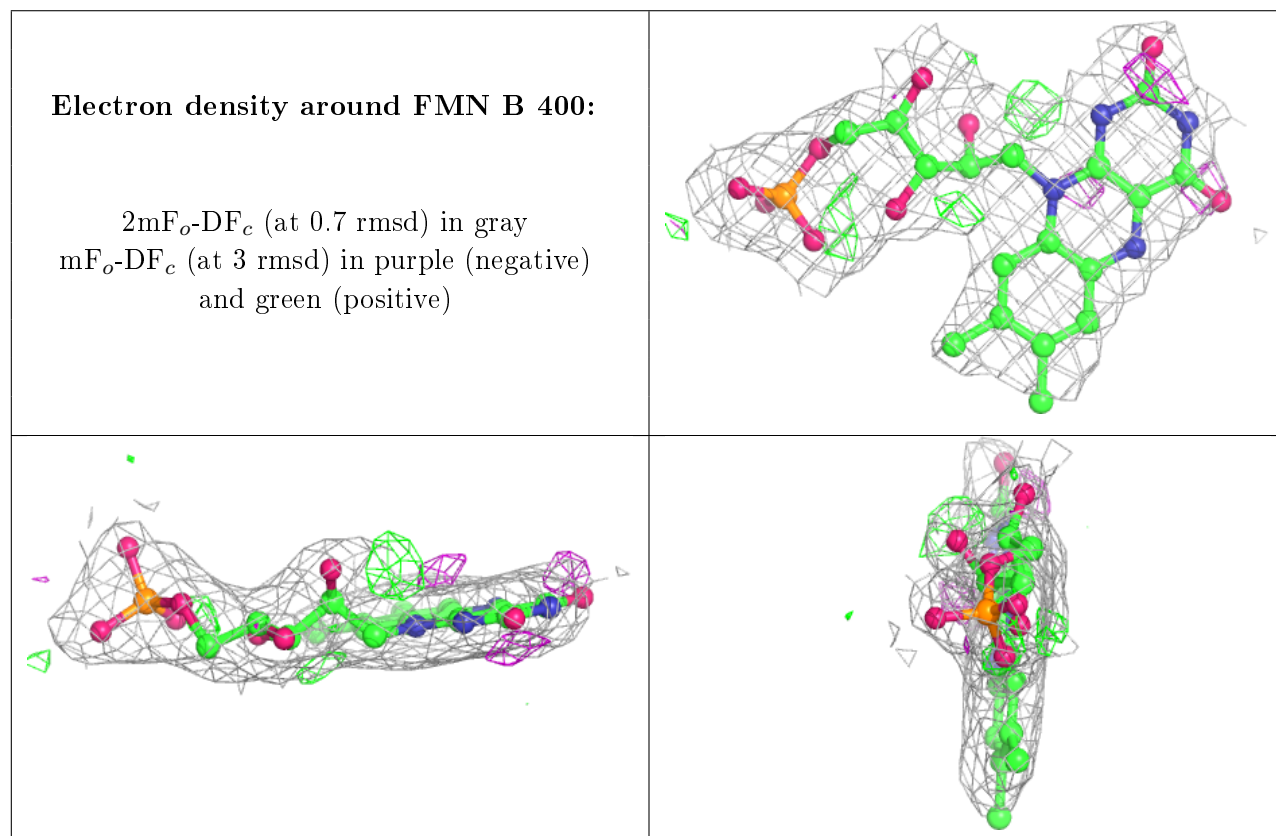 Electron density around FMN B 400:
2mFo-DFc (at 0.7 rmsd) in gray
mFo-DFc (at 3 rmsd) in purple (negative)
and green (positive)